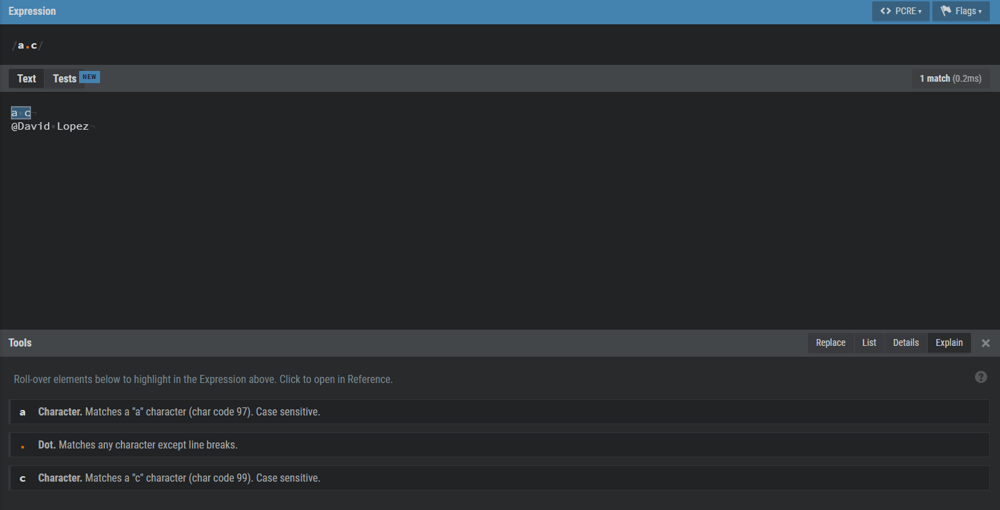 Expression
<> PCRE ▾
Flags ▾
/a.c/
Text
Tests NEW
1 match (0.2ms)
a c
@David Lopez
Tools
Replace
List
Details
Explain
Roll-over elements below to highlight in the Expression above. Click to open in Reference.
?
a Character. Matches a "a" character (char code 97). Case sensitive.
. Dot. Matches any character except line breaks.
c Character. Matches a "c" character (char code 99). Case sensitive.